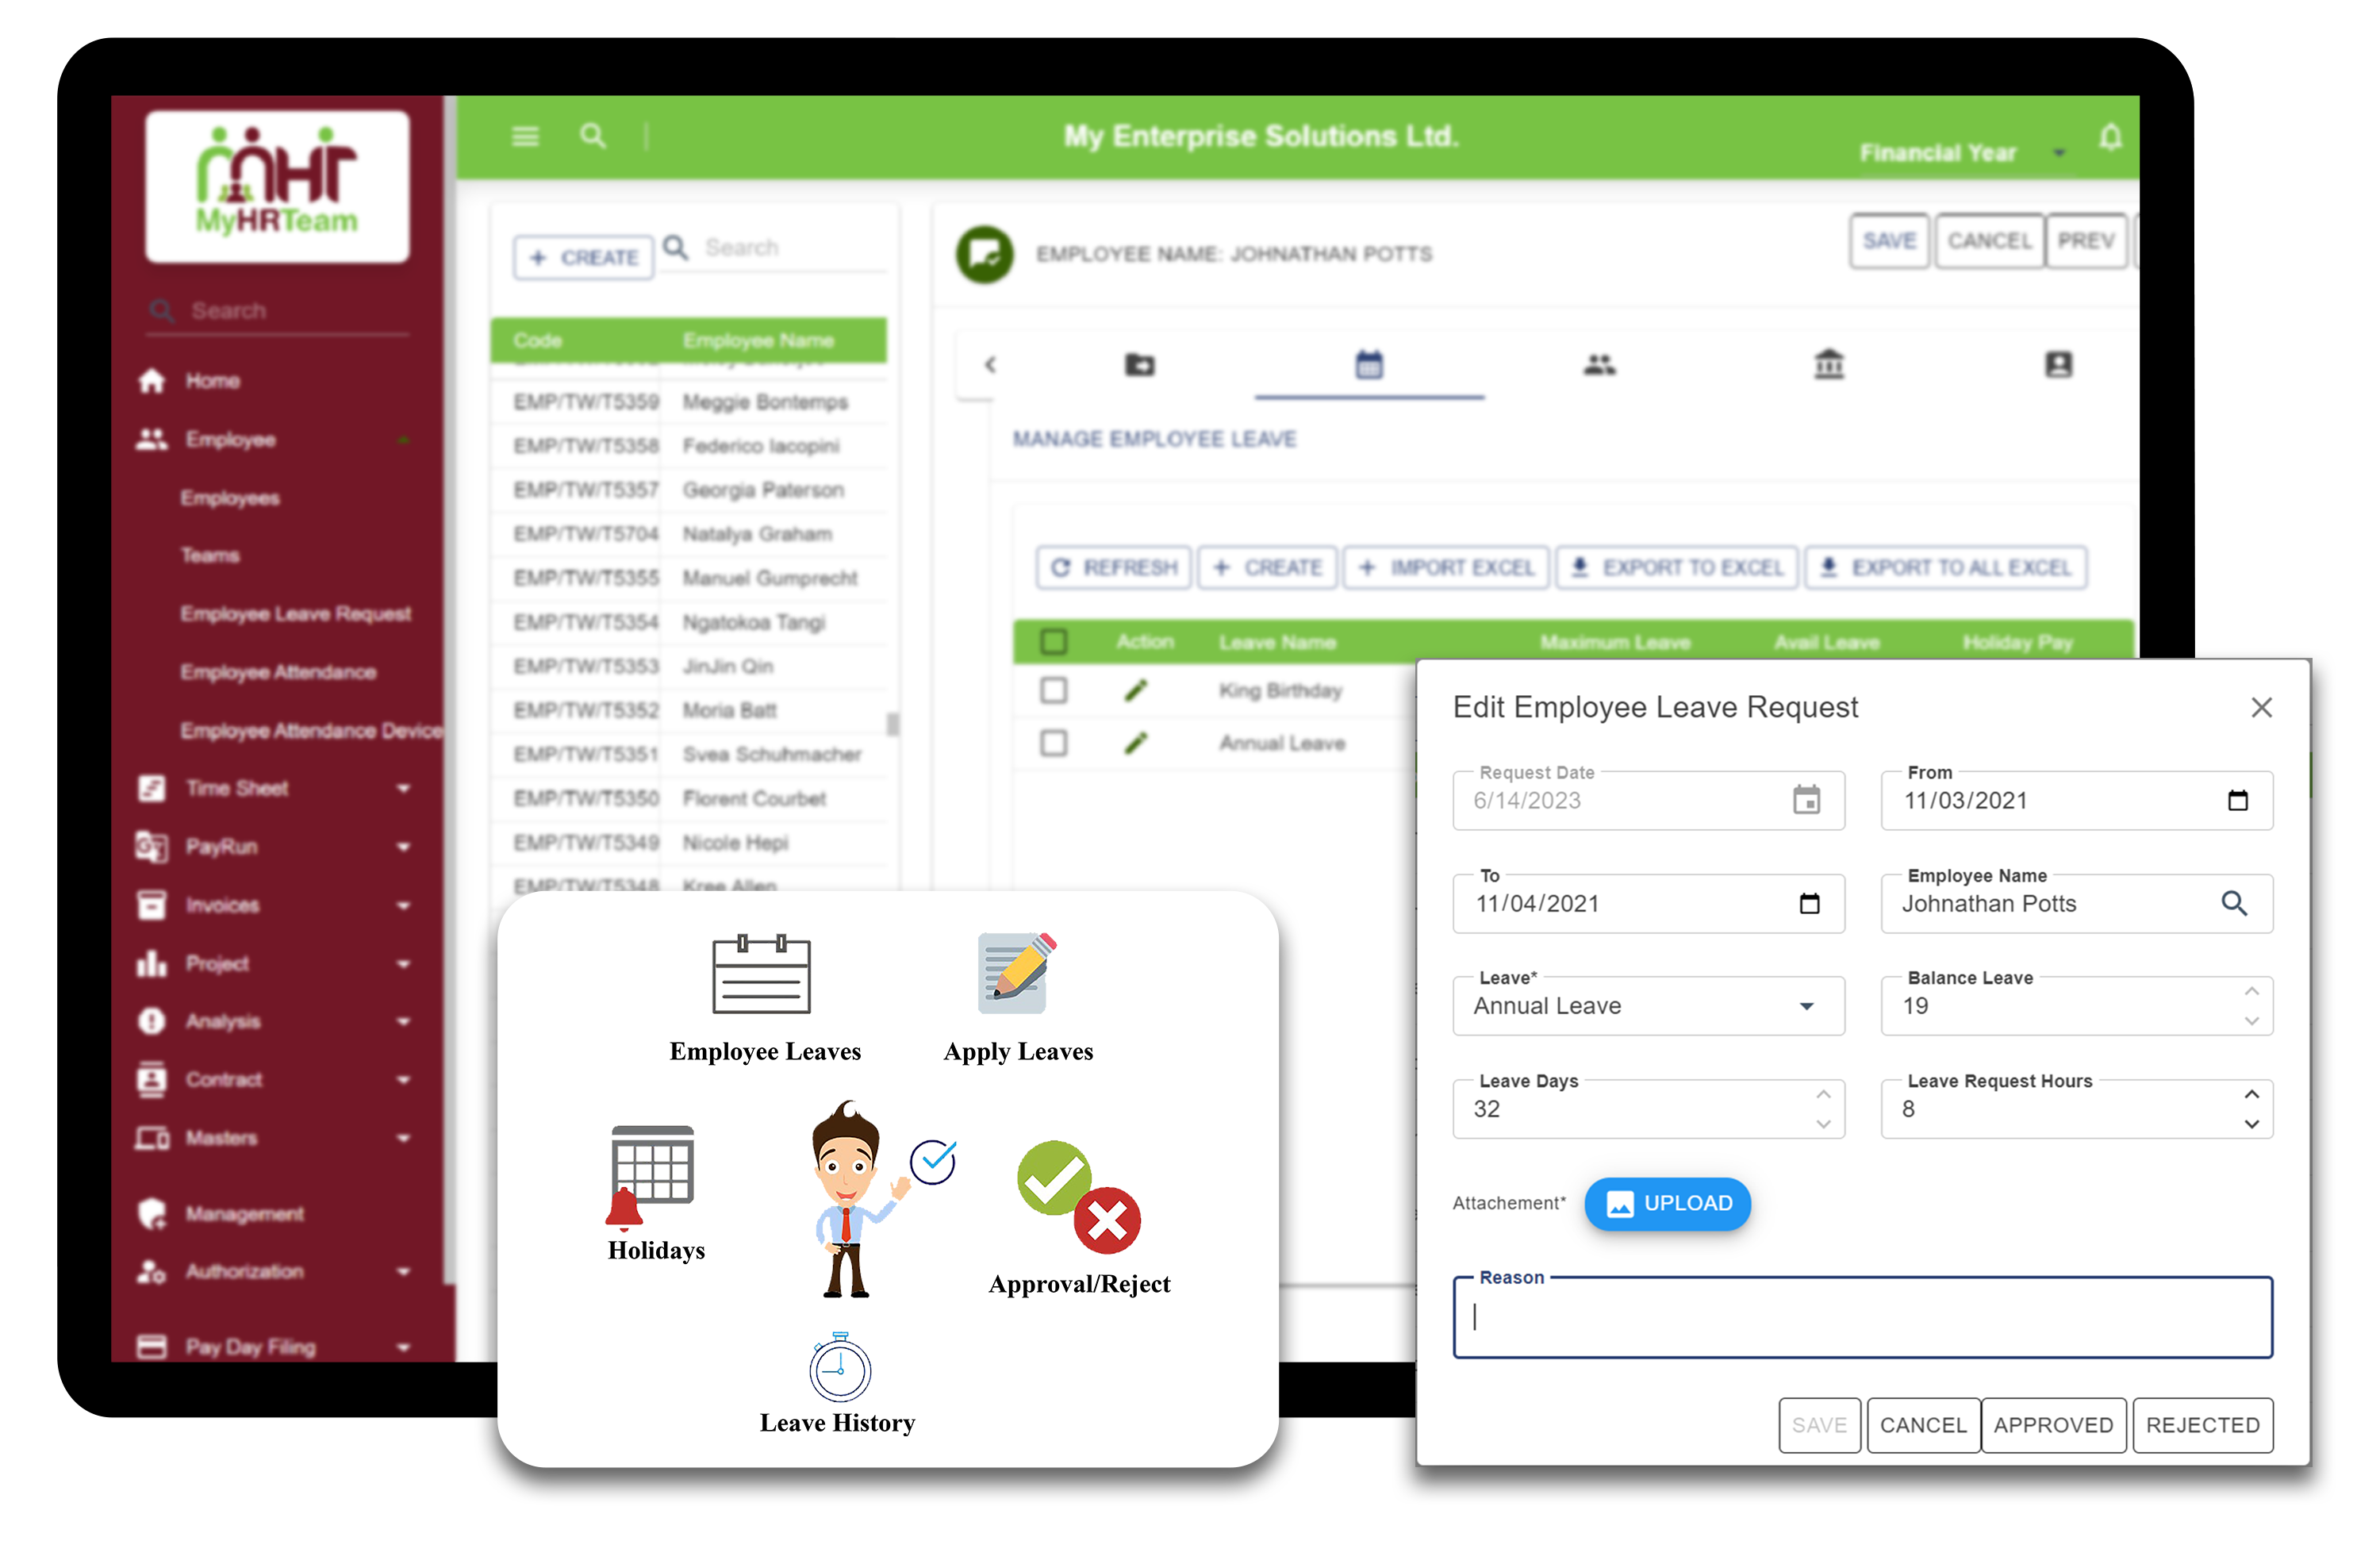 MyHRTeam
Search
Home
Employee
Employees
Teams
Employee Leave Request
Employee Attendance
Employee Attendance Device
Time Sheet
PayRun
Invoices
Project
Analysis
Contract
Masters
Management
Authorization
Pay Day Filing
My Enterprise Solutions Ltd.
Financial Year
+ CREATE
Search
Code Employee Name
EMP/TW/T5359 Meggie Bontemps
EMP/TW/T5358 Federico Iacopini
EMP/TW/T5357 Georgia Paterson
EMP/TW/T5704 Natalya Graham
EMP/TW/T5355 Manuel Gumprecht
EMP/TW/T5354 Ngatokoa Tangi
EMP/TW/T5353 JinJin Qin
EMP/TW/T5352 Moria Batt
EMP/TW/T5351 Svea Schuhmacher
EMP/TW/T5350 Florent Courbet
EMP/TW/T5349 Nicole Hepi
EMP/TW/T5348 Kree Allen
EMPLOYEE NAME: JOHNATHAN POTTS
SAVE CANCEL PREV
MANAGE EMPLOYEE LEAVE
REFRESH + CREATE + IMPORT EXCEL EXPORT TO EXCEL EXPORT TO ALL EXCEL
Action Leave Name Maximum Leave Avail Leave Holiday Pay
King Birthday
Annual Leave
Employee Leaves
Apply Leaves
Holidays
Approval/Reject
Leave History
Edit Employee Leave Request
Request Date
6/14/2023
From
11/03/2021
To
11/04/2021
Employee Name
Johnathan Potts
Leave*
Annual Leave
Balance Leave
19
Leave Days
32
Leave Request Hours
8
Attachement*
UPLOAD
Reason
SAVE CANCEL APPROVED REJECTED